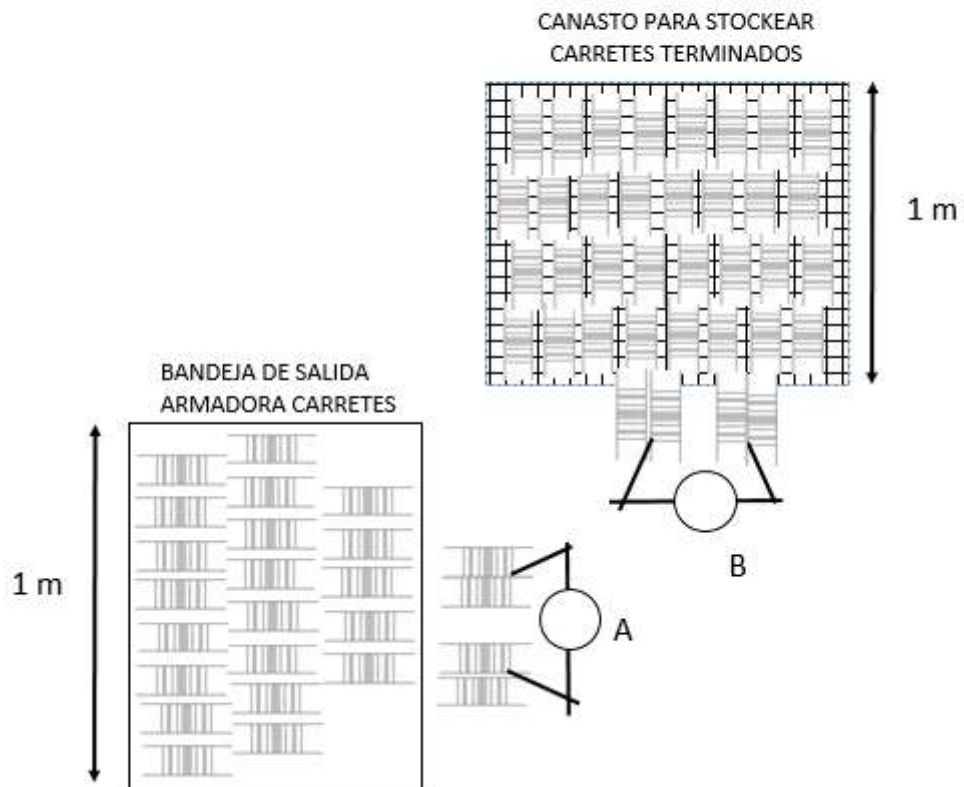 CANASTO PARA STOCKEAR
CARRETES TERMINADOS
1 m
BANDEJA DE SALIDA
ARMADORA CARRETES
1 m
A
B